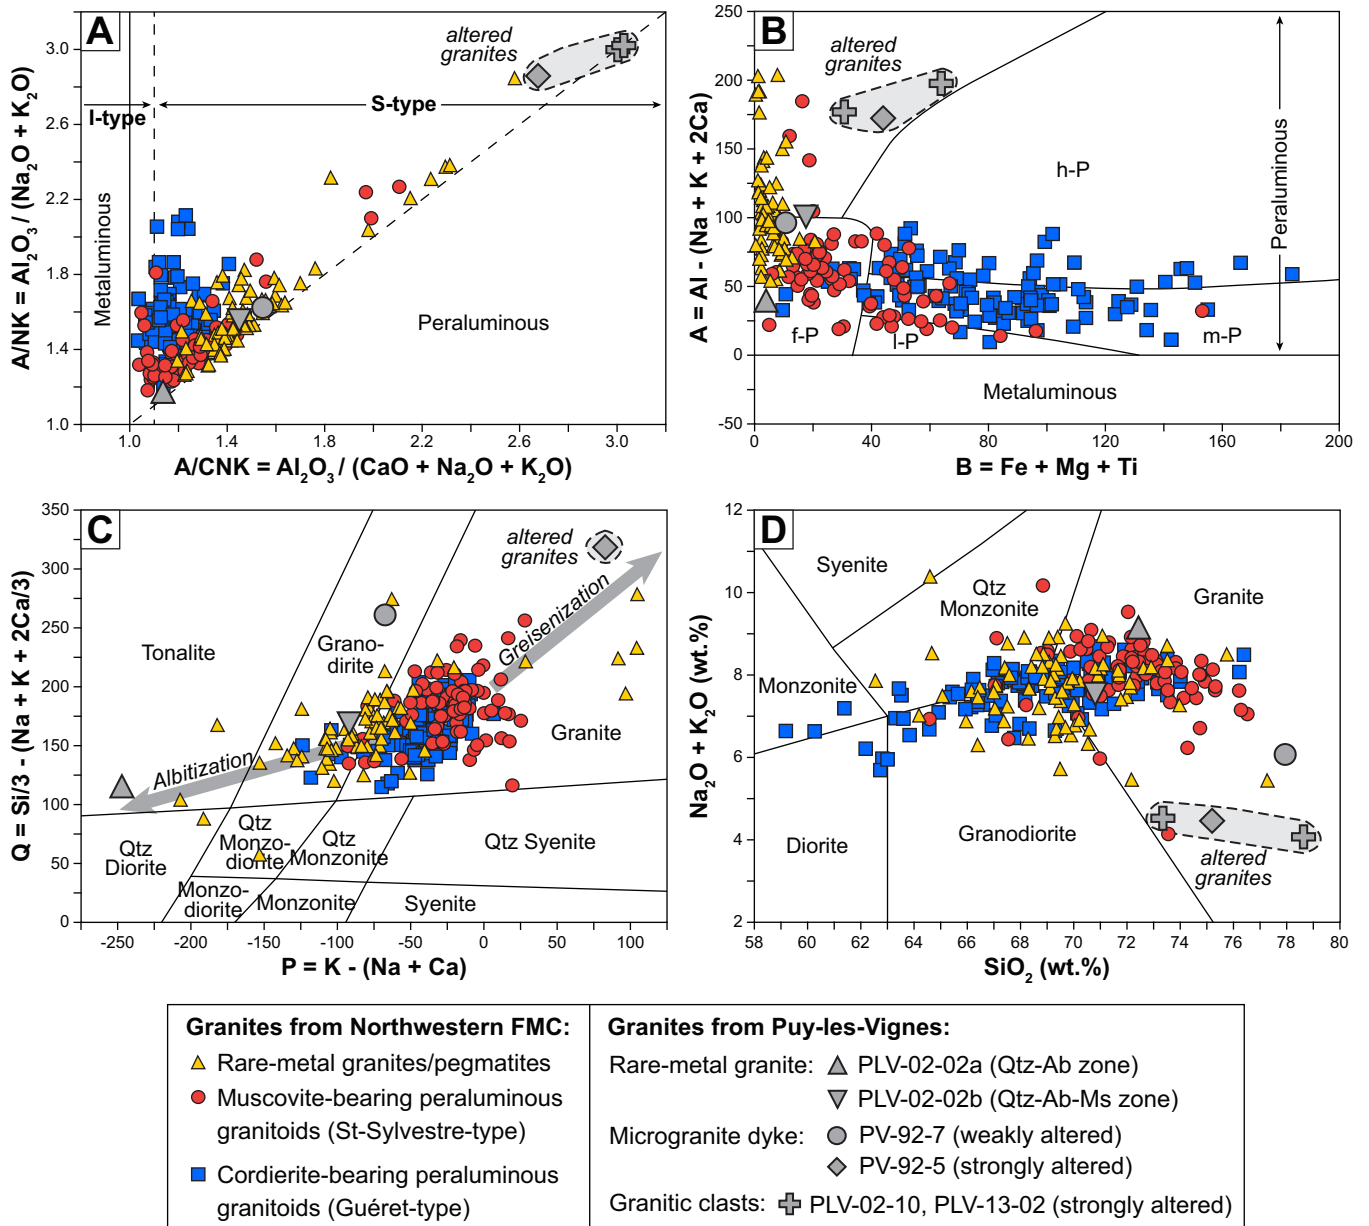 A
altered
granites
I-type
S-type
Metaluminous
Peraluminous
3.0
2.6
2.2
1.8
1.4
1.0
1.0
1.4
1.8
2.2
2.6
3.0
A/NK = Al₂O₃ / (Na₂O + K₂O)
A/CNK = Al₂O₃ / (CaO + Na₂O + K₂O)
B
altered
granites
h-P
Peraluminous
f-P
l-P
m-P
Metaluminous
250
200
150
100
50
0
-50
0
40
80
120
160
200
A = Al - (Na + K + 2Ca)
B = Fe + Mg + Ti
C
altered
granites
Greisenization
Tonalite
Grano-
dirite
Granite
Albitization
Qtz
Diorite
Qtz
Monzo-
diorite
Qtz
Monzonite
Qtz Syenite
Monzo-
diorite
Monzonite
Syenite
350
300
250
200
150
100
50
0
-250
-200
-150
-100
-50
0
50
100
Q = Si/3 - (Na + K + 2Ca/3)
P = K - (Na + Ca)
D
Syenite
Qtz
Monzonite
Granite
Monzonite
Diorite
Granodiorite
altered
granites
12
10
8
6
4
2
58
60
62
64
66
68
70
72
74
76
78
80
Na₂O + K₂O (wt.%)
SiO₂ (wt.%)
Granites from Northwestern FMC:
Rare-metal granites/pegmatites
Muscovite-bearing peraluminous
granitoids (St-Sylvestre-type)
Cordierite-bearing peraluminous
granitoids (Guéret-type)
Granites from Puy-les-Vignes:
Rare-metal granite: PLV-02-02a (Qtz-Ab zone)
PLV-02-02b (Qtz-Ab-Ms zone)
Microgranite dyke: PV-92-7 (weakly altered)
PV-92-5 (strongly altered)
Granitic clasts: PLV-02-10, PLV-13-02 (strongly altered)